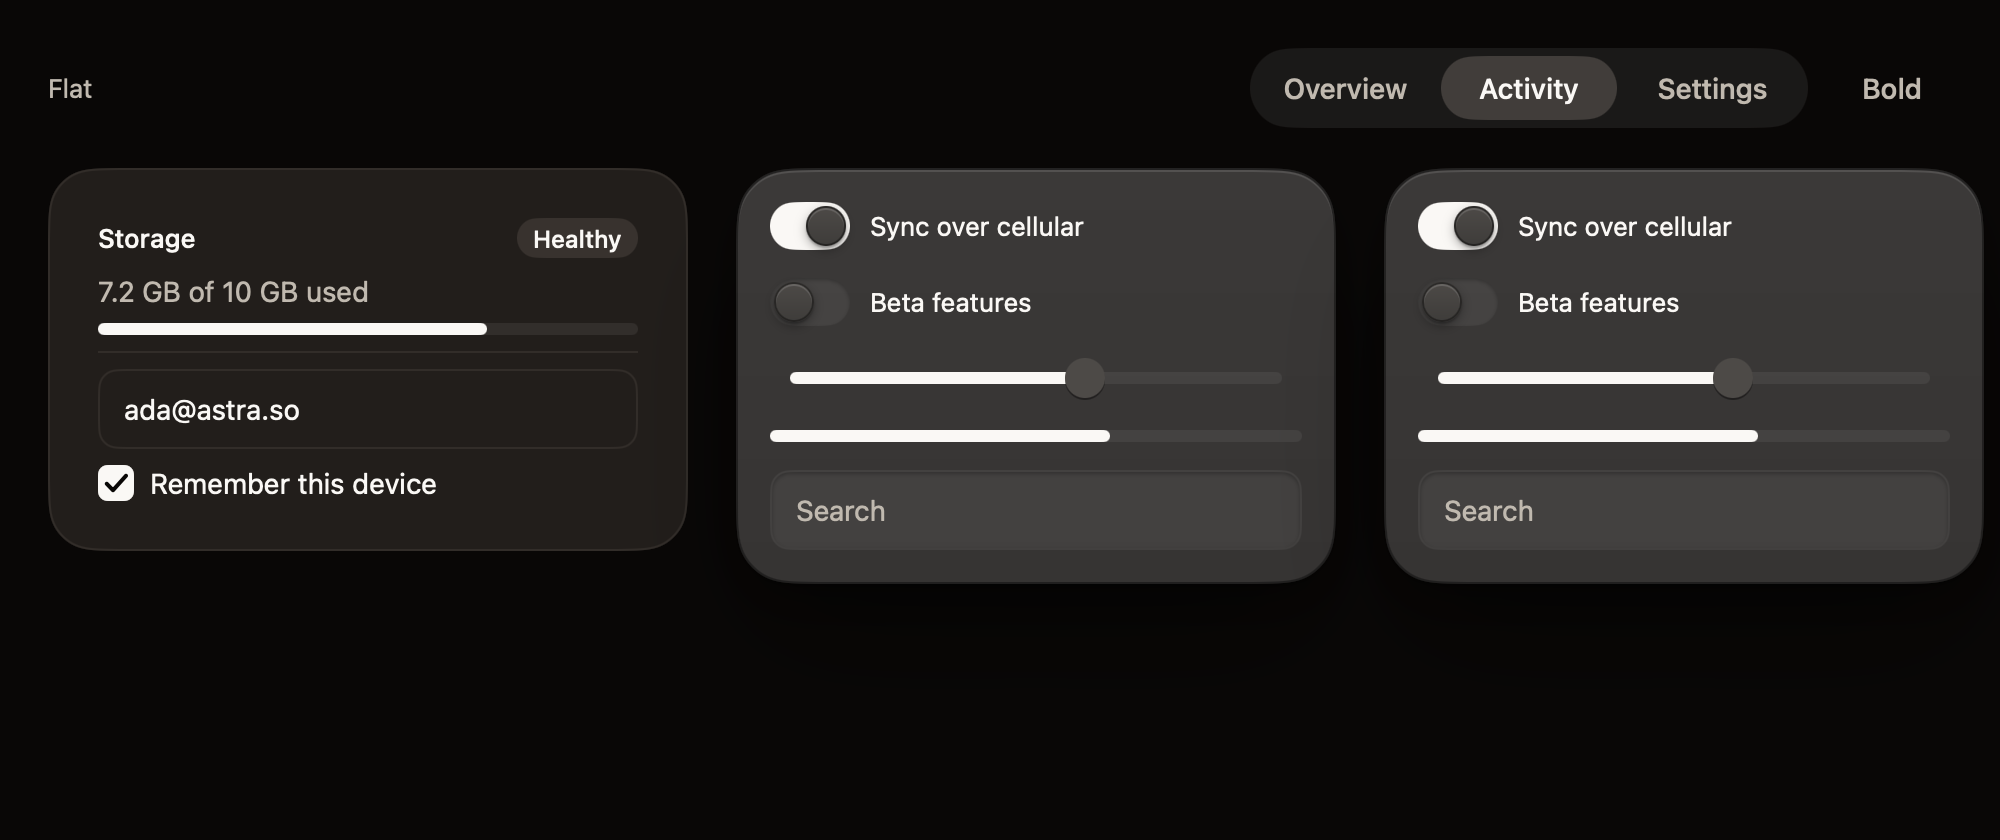 Flat
Overview
Activity
Settings
Bold
Storage
Healthy
7.2 GB of 10 GB used
ada@astra.so
Remember this device
Sync over cellular
Beta features
Search
Sync over cellular
Beta features
Search